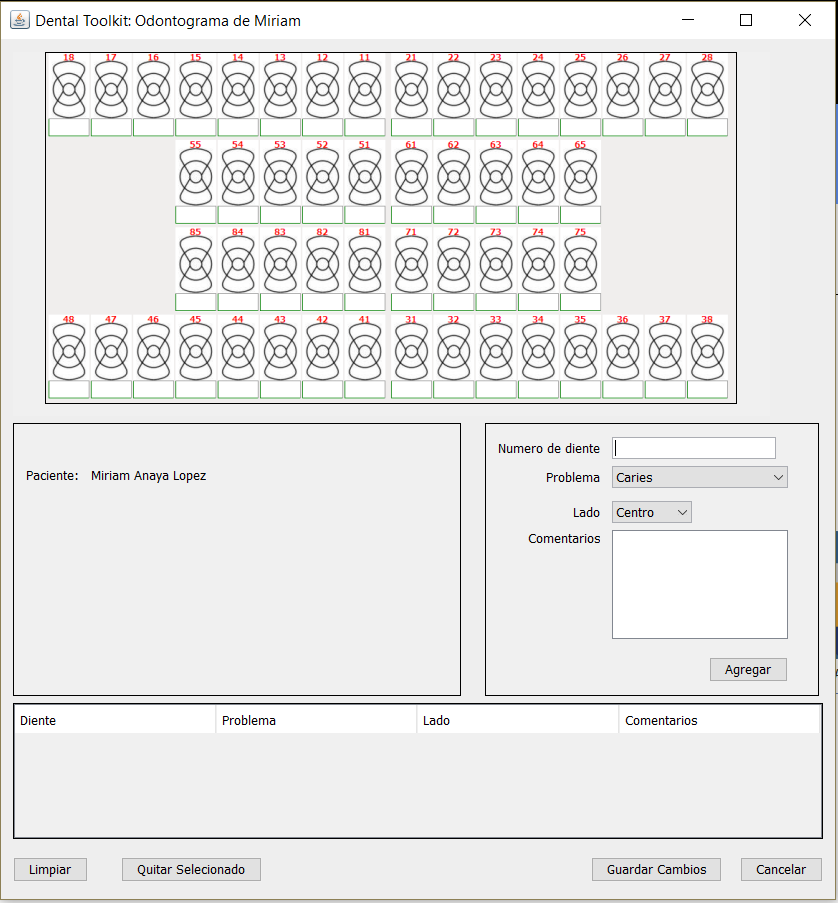 Dental Toolkit: Odontograma de Miriam
18 17 16 15 14 13 12 11 21 22 23 24 25 26 27 28
55 54 53 52 51 61 62 63 64 65
85 84 83 82 81 71 72 73 74 75
48 47 46 45 44 43 42 41 31 32 33 34 35 36 37 38
Paciente: Miriam Anaya Lopez
Numero de diente
Problema Caries
Lado Centro
Comentarios
Agregar
Diente Problema Lado Comentarios
Limpiar Quitar Selecionado Guardar Cambios Cancelar